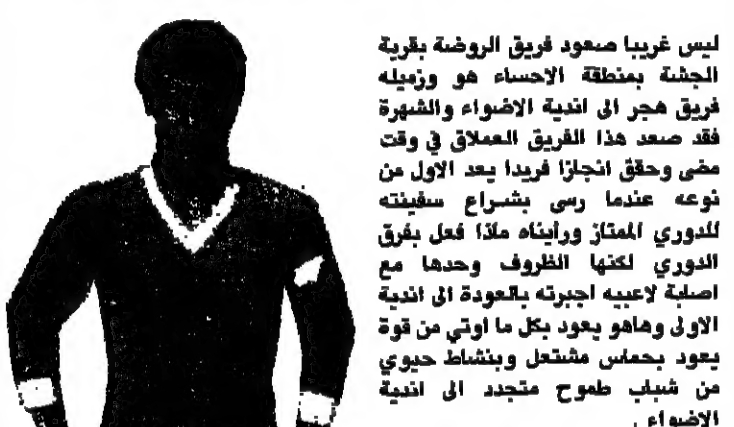 ليس غريبا صعود فريق الروضة بقرية
الجشة بمنطقة الاحساء هو وزميله
فريق هجر الى اندية الاضواء والشهرة
فقد صعد هذا الفريق العملاق في وقت
مضى وحقق انجازا فريدا يعد الاول من
نوعه عندما رسى بشراع سفينته
للدوري الممتاز ورأيناه ماذا فعل بفرق
الدوري لكنها الظروف وحدها مع
اصابة لاعبيه اجبرته بالعودة الى اندية
الاولى وهاهو يعود بكل ما اوتي من قوة
يعود بحماس مشتعل وبنشاط حيوي
من شباب طموح متجدد الى اندية
الاضواء .